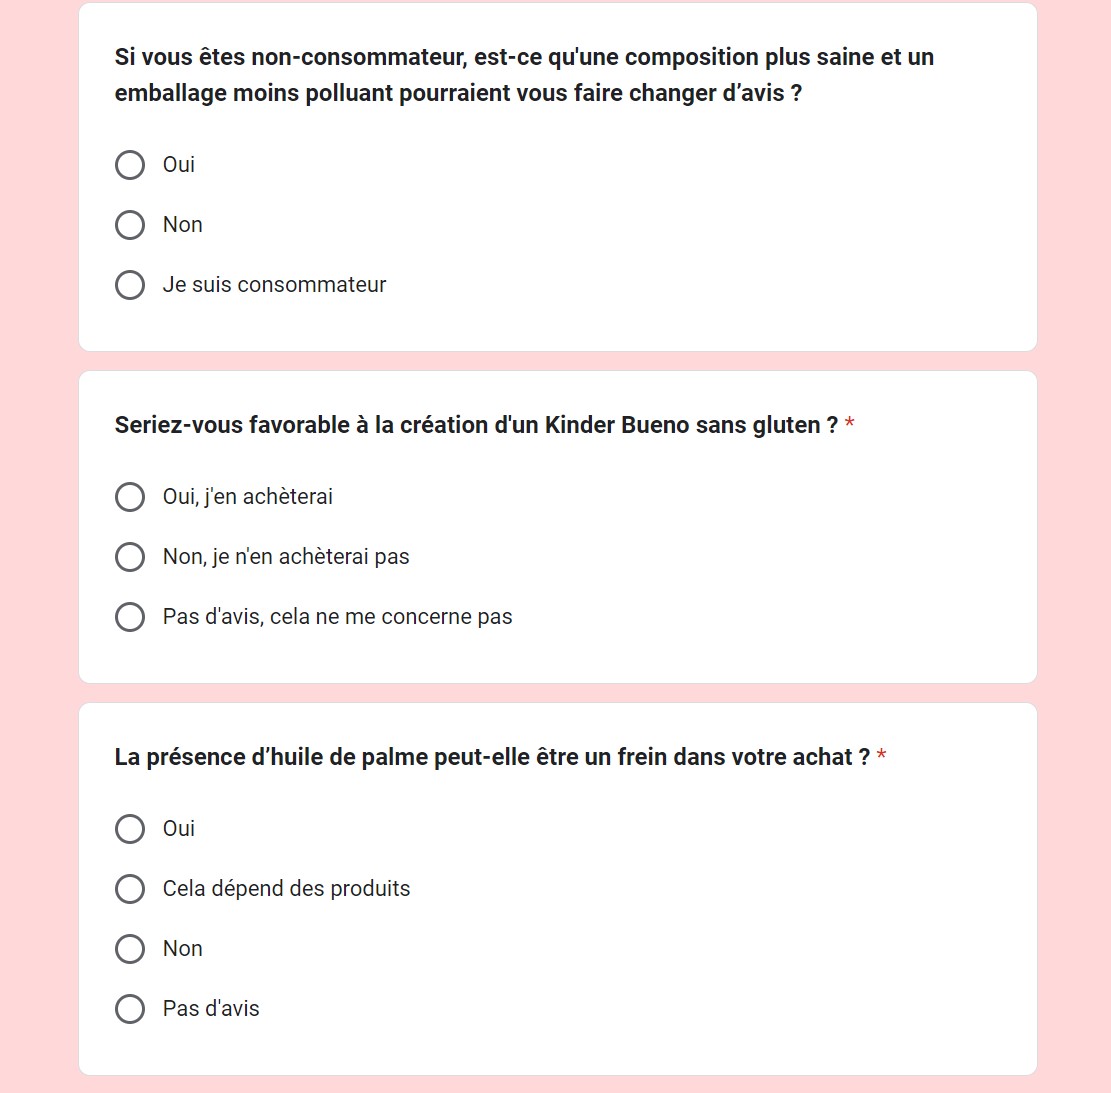 Si vous êtes non-consommateur, est-ce qu'une composition plus saine et un
emballage moins polluant pourraient vous faire changer d’avis ?
Oui
Non
Je suis consommateur
Seriez-vous favorable à la création d'un Kinder Bueno sans gluten ? *
Oui, j'en achèterai
Non, je n'en achèterai pas
Pas d'avis, cela ne me concerne pas
La présence d’huile de palme peut-elle être un frein dans votre achat ? *
Oui
Cela dépend des produits
Non
Pas d'avis